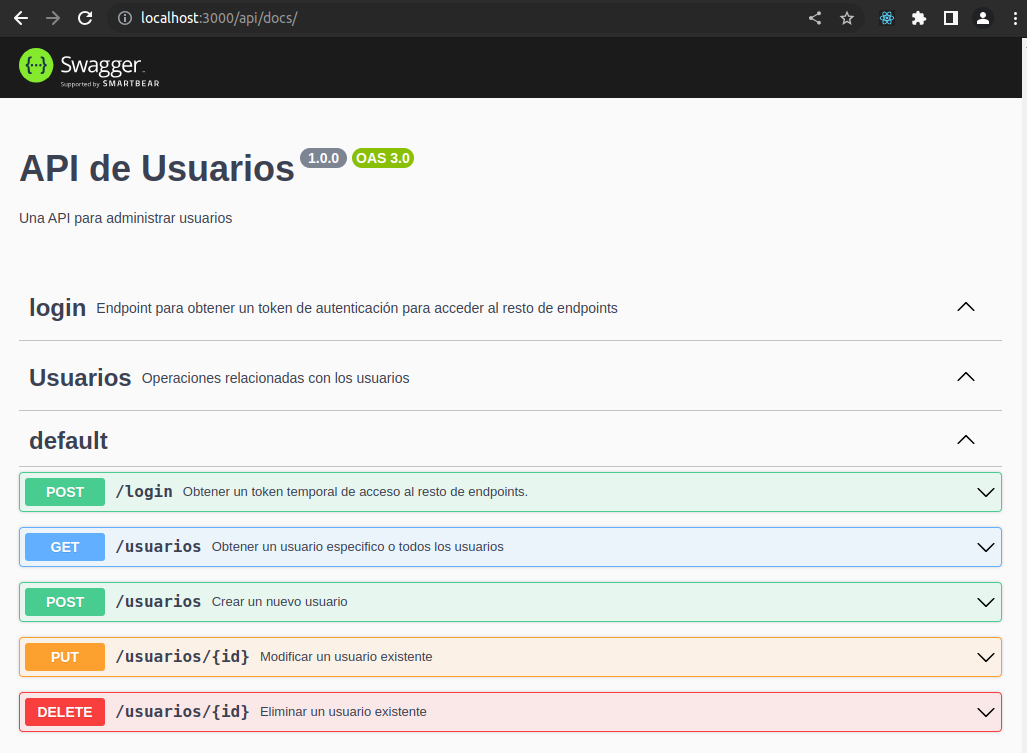 localhost:3000/api/docs/
{···} Swagger
Supported by SMARTBEAR
API de Usuarios 1.0.0 OAS 3.0
Una API para administrar usuarios
login Endpoint para obtener un token de autenticación para acceder al resto de endpoints
Usuarios Operaciones relacionadas con los usuarios
default
POST /login Obtener un token temporal de acceso al resto de endpoints.
GET /usuarios Obtener un usuario especifico o todos los usuarios
POST /usuarios Crear un nuevo usuario
PUT /usuarios/{id} Modificar un usuario existente
DELETE /usuarios/{id} Eliminar un usuario existente